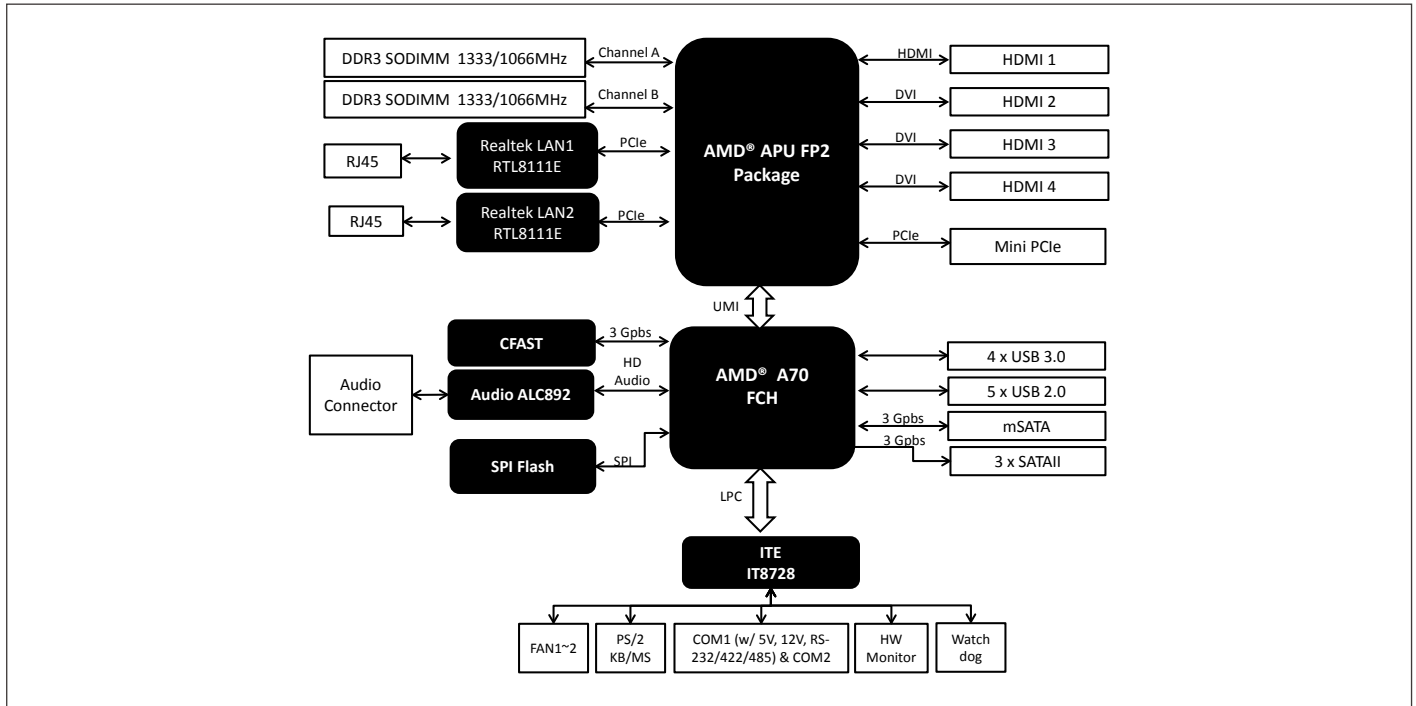 DDR3 SODIMM 1333/1066MHz
Channel A
HDMI
HDMI 1
DDR3 SODIMM 1333/1066MHz
Channel B
DVI
HDMI 2
AMD® APU FP2
Package
RJ45
Realtek LAN1
RTL8111E
PCIe
DVI
HDMI 3
DVI
HDMI 4
RJ45
Realtek LAN2
RTL8111E
PCIe
PCIe
Mini PCIe
UMI
CFAST
3 Gpbs
AMD® A70
FCH
4 x USB 3.0
Audio
Connector
Audio ALC892
HD
Audio
5 x USB 2.0
3 Gpbs
mSATA
SPI Flash
SPI
3 Gpbs
3 x SATAII
LPC
ITE
IT8728
FAN1~2
PS/2
KB/MS
COM1 (w/ 5V, 12V, RS-
232/422/485) & COM2
HW
Monitor
Watch
dog